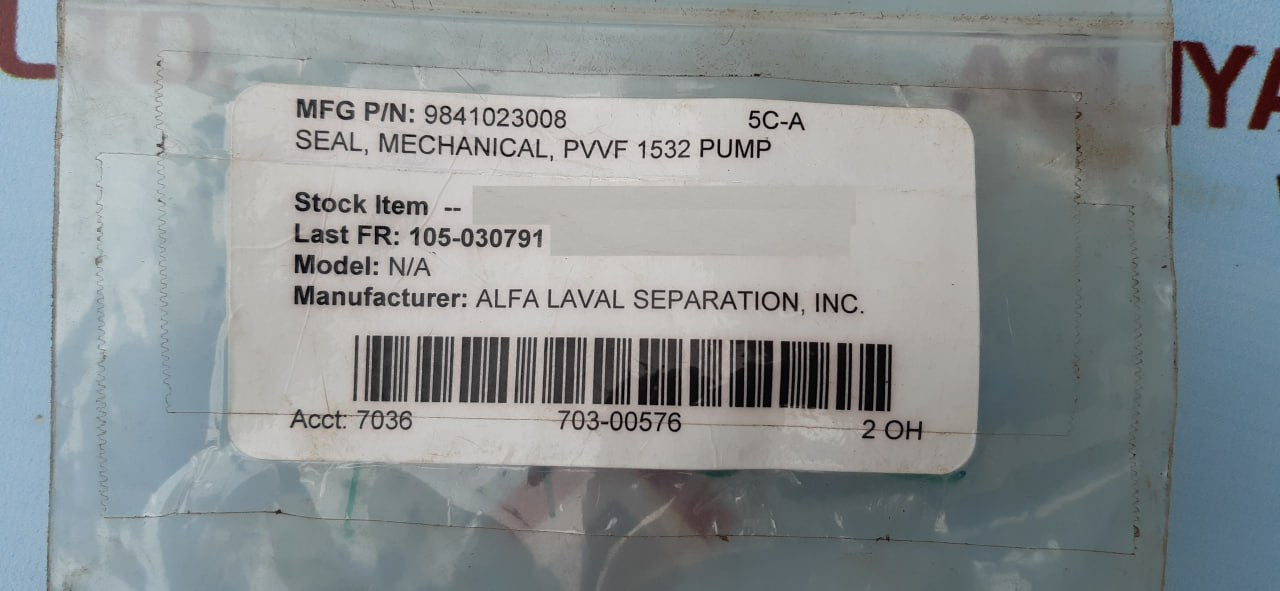 LTD.
MFG P/N: 9841023008 5C-A
SEAL, MECHANICAL, PVVF 1532 PUMP
Stock Item --
Last FR: 105-030791
Model: N/A
Manufacturer: ALFA LAVAL SEPARATION, INC.
Acct: 7036 703-00576 2 OH